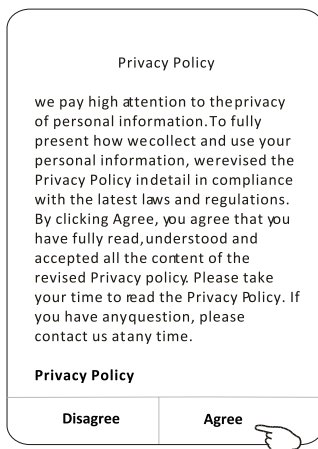 Privacy Policy
we pay high attention to theprivacy
of personal information.To fully
present how wecollect and use your
personal information, werevised the
Privacy Policy indetail in compliance
with the latest laws and regulations.
By clicking Agree, you agree that you
have fully read,understood and
accepted all the content of the
revised Privacy policy. Please take
your time to read the Privacy Policy. If
you have anyquestion, please
contact us atany time.
Privacy Policy
Disagree Agree